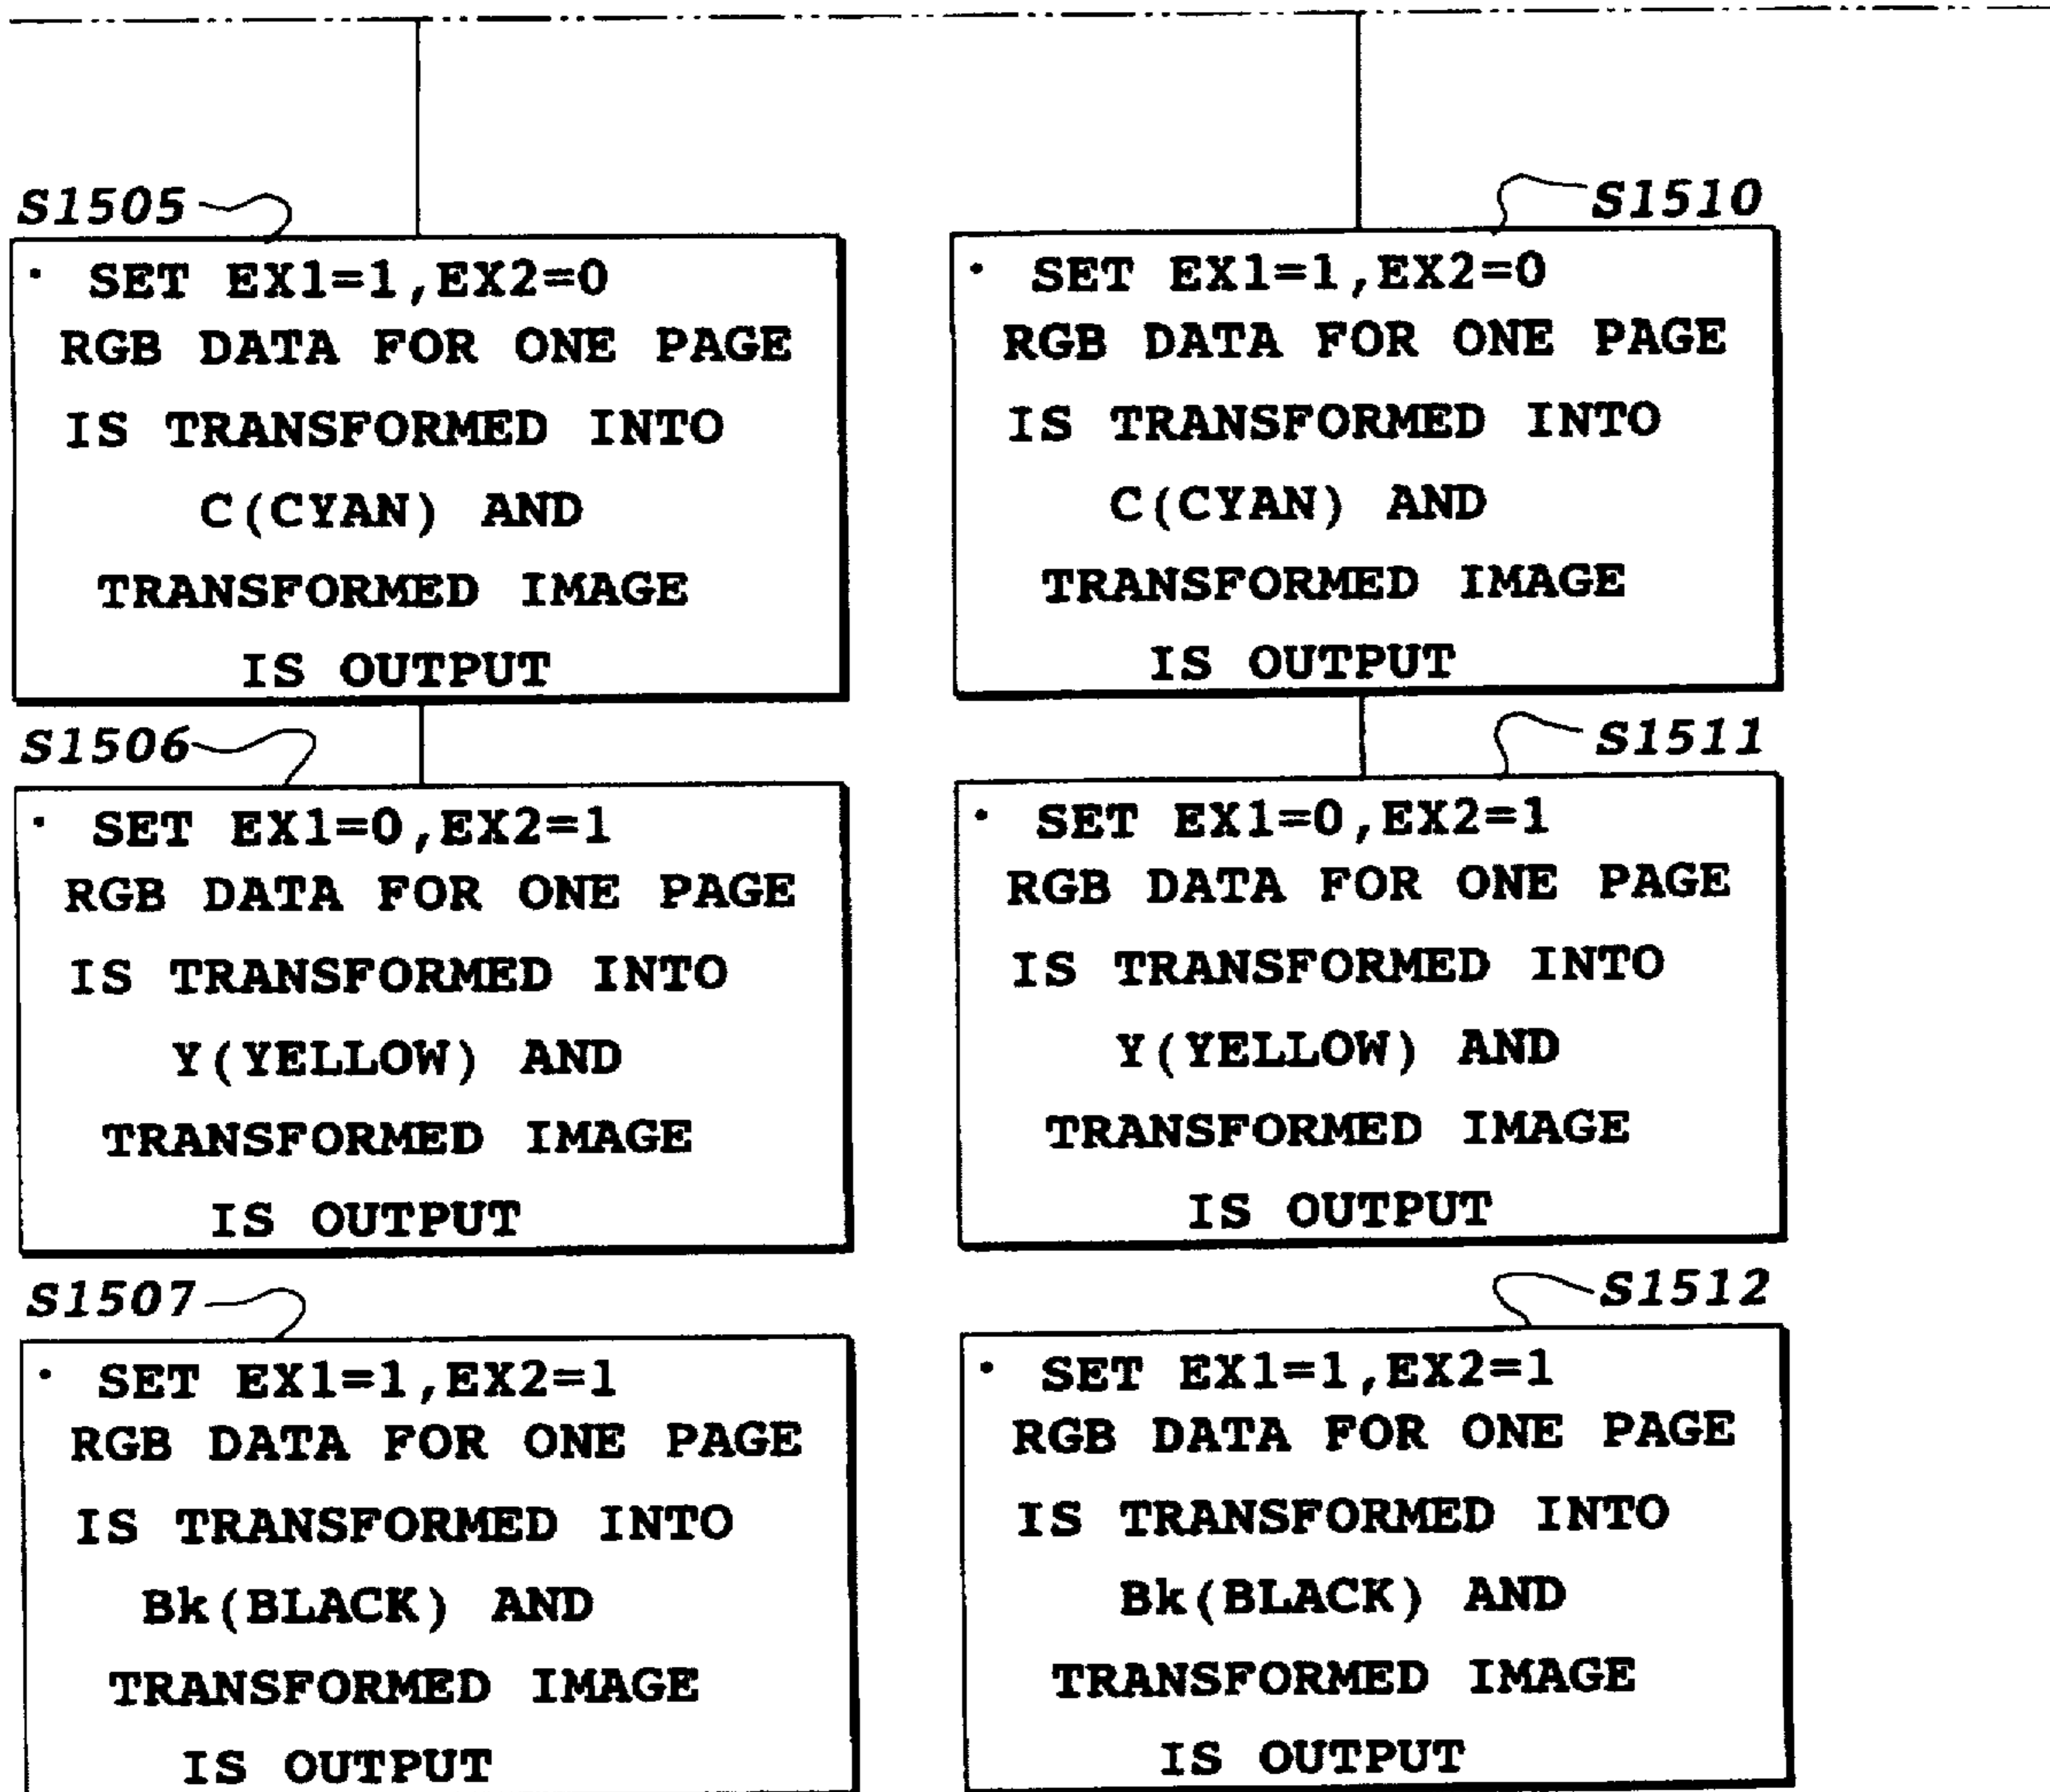 S1505
· SET EX1=1,EX2=0
RGB DATA FOR ONE PAGE
IS TRANSFORMED INTO
C(CYAN) AND
TRANSFORMED IMAGE
IS OUTPUT
S1506
· SET EX1=0,EX2=1
RGB DATA FOR ONE PAGE
IS TRANSFORMED INTO
Y(YELLOW) AND
TRANSFORMED IMAGE
IS OUTPUT
S1507
· SET EX1=1,EX2=1
RGB DATA FOR ONE PAGE
IS TRANSFORMED INTO
Bk(BLACK) AND
TRANSFORMED IMAGE
IS OUTPUT
S1510
· SET EX1=1,EX2=0
RGB DATA FOR ONE PAGE
IS TRANSFORMED INTO
C(CYAN) AND
TRANSFORMED IMAGE
IS OUTPUT
S1511
· SET EX1=0,EX2=1
RGB DATA FOR ONE PAGE
IS TRANSFORMED INTO
Y(YELLOW) AND
TRANSFORMED IMAGE
IS OUTPUT
S1512
· SET EX1=1,EX2=1
RGB DATA FOR ONE PAGE
IS TRANSFORMED INTO
Bk(BLACK) AND
TRANSFORMED IMAGE
IS OUTPUT